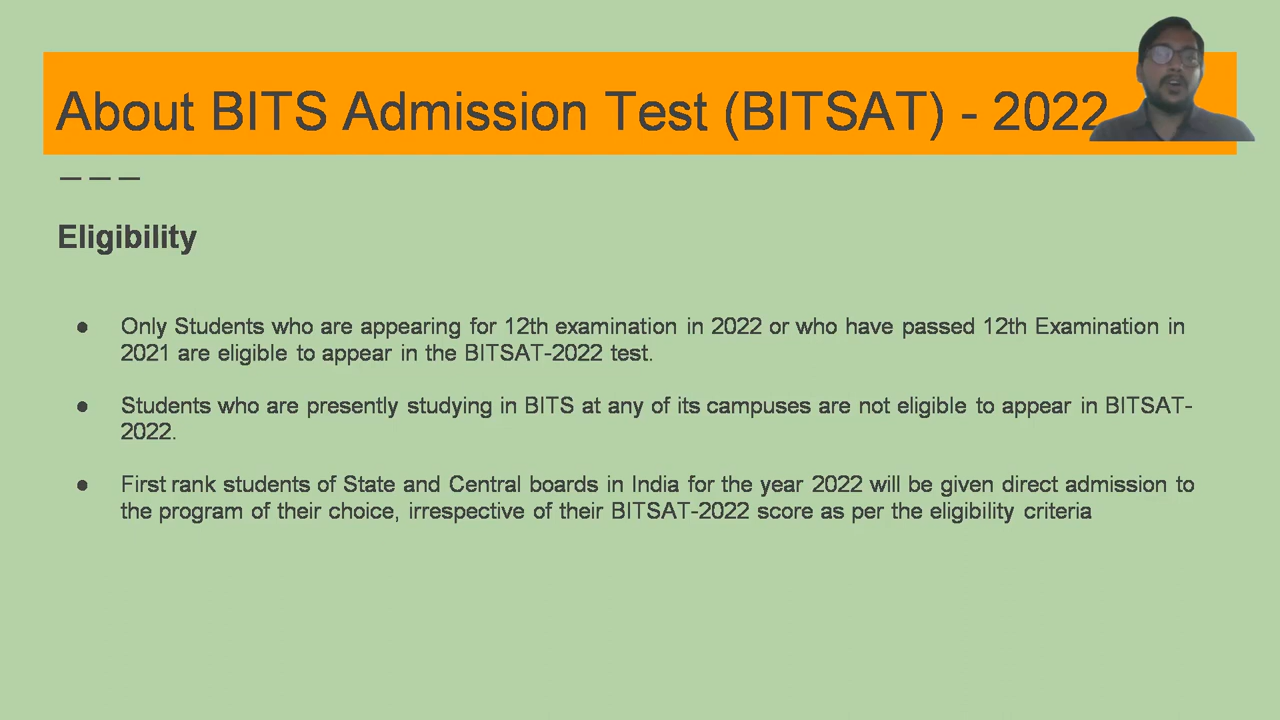 About BITS Admission Test (BITSAT) - 2022
Eligibility
● Only Students who are appearing for 12th examination in 2022 or who have passed 12th Examination in
2021 are eligible to appear in the BITSAT-2022 test.
● Students who are presently studying in BITS at any of its campuses are not eligible to appear in BITSAT-
2022.
● First rank students of State and Central boards in India for the year 2022 will be given direct admission to
the program of their choice, irrespective of their BITSAT-2022 score as per the eligibility criteria